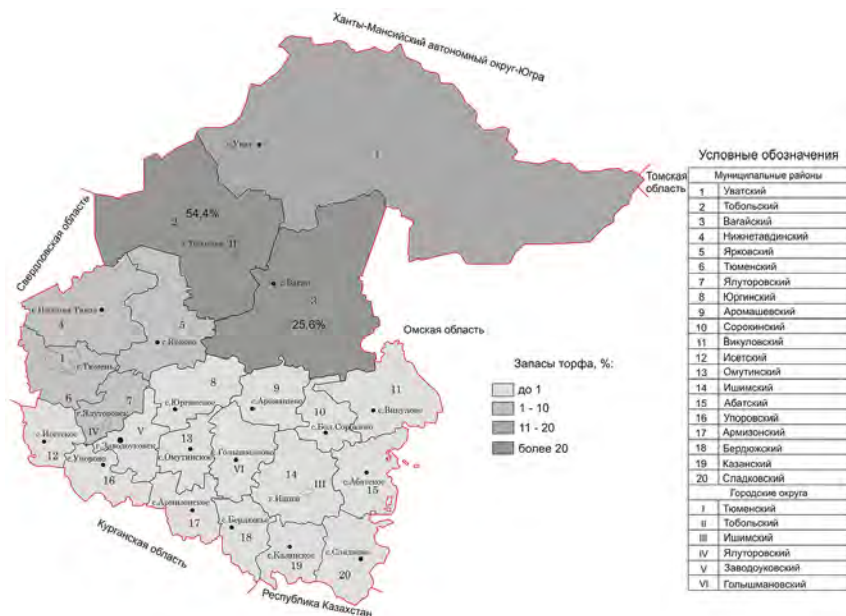 Ханты-Мансийский автономный округ-Югра
с.Уват
1
Томская
область
Свердловская область
2
54,4%
г.Тобольск II
с.Вагай
3
25,6%
Омская область
с.Нижняя Тавда
4
5
с.Ярково
I
г.Тюмень
6
7
г.Ялуторовск
IV
V
г.Заводоуковск
8
с.Юргинское
9
с.Аромашево
10
с.Бол.Сорокино
11
с.Викулово
с.Исетское
12
с.Упорово
16
13
с.Омутинское
с.Голышманово
VI
14
г.Ишим
III
с.Абатское
15
с.Армизонское
17
с.Бердюжье
18
с.Казанское
19
с.Сладково
20
Курганская область
Республика Казахстан
Запасы торфа, %:
до 1
1 - 10
11 - 20
более 20
Условные обозначения
Муниципальные районы
1 Уватский
2 Тобольский
3 Вагайский
4 Нижнетавдинский
5 Ярковский
6 Тюменский
7 Ялуторовский
8 Юргинский
9 Аромашевский
10 Сорокинский
11 Викуловский
12 Исетский
13 Омутинский
14 Ишимский
15 Абатский
16 Упоровский
17 Армизонский
18 Бердюжский
19 Казанский
20 Сладковский
Городские округа
I Тюменский
II Тобольский
III Ишимский
IV Ялуторовский
V Заводоуковский
VI Голышмановский